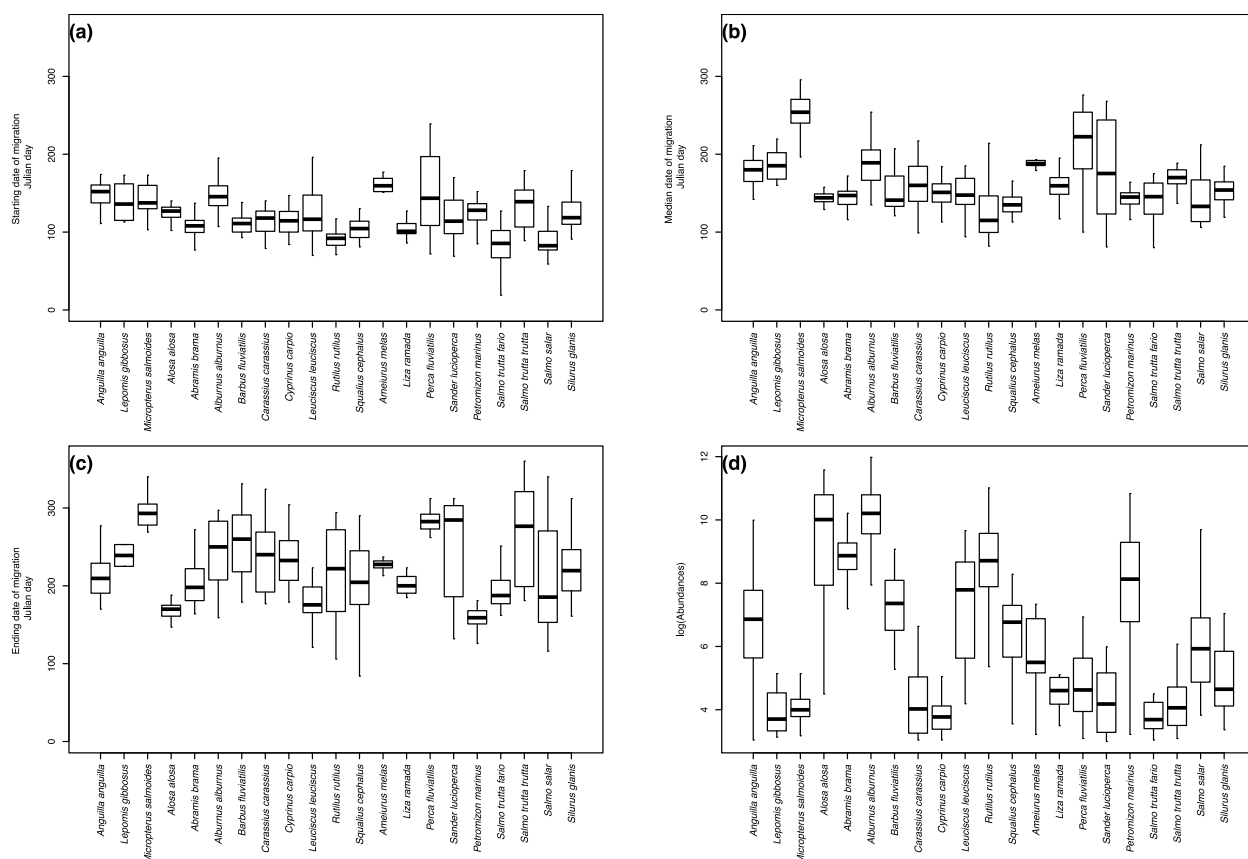 (a)
Starting date of migration
Julian day
0
100
200
300
Anguilla anguilla
Lepomis gibbosus
Micropterus salmoides
Alosa alosa
Abramis brama
Alburnus alburnus
Barbus fluviatilis
Carassius carassius
Cyprinus carpio
Leuciscus leuciscus
Rutilus rutilus
Squalius cephalus
Ameiurus melas
Liza ramada
Perca fluviatilis
Sander lucioperca
Petromizon marinus
Salmo trutta fario
Salmo trutta trutta
Salmo salar
Silurus glanis
(b)
Median date of migration
Julian day
0
100
200
300
Anguilla anguilla
Lepomis gibbosus
Micropterus salmoides
Alosa alosa
Abramis brama
Alburnus alburnus
Barbus fluviatilis
Carassius carassius
Cyprinus carpio
Leuciscus leuciscus
Rutilus rutilus
Squalius cephalus
Ameiurus melas
Liza ramada
Perca fluviatilis
Sander lucioperca
Petromizon marinus
Salmo trutta fario
Salmo trutta trutta
Salmo salar
Silurus glanis
(c)
Ending date of migration
Julian day
0
100
200
300
Anguilla anguilla
Lepomis gibbosus
Micropterus salmoides
Alosa alosa
Abramis brama
Alburnus alburnus
Barbus fluviatilis
Carassius carassius
Cyprinus carpio
Leuciscus leuciscus
Rutilus rutilus
Squalius cephalus
Ameiurus melas
Liza ramada
Perca fluviatilis
Sander lucioperca
Petromizon marinus
Salmo trutta fario
Salmo trutta trutta
Salmo salar
Silurus glanis
(d)
log(Abundances)
4
6
8
10
12
Anguilla anguilla
Lepomis gibbosus
Micropterus salmoides
Alosa alosa
Abramis brama
Alburnus alburnus
Barbus fluviatilis
Carassius carassius
Cyprinus carpio
Leuciscus leuciscus
Rutilus rutilus
Squalius cephalus
Ameiurus melas
Liza ramada
Perca fluviatilis
Sander lucioperca
Petromizon marinus
Salmo trutta fario
Salmo trutta trutta
Salmo salar
Silurus glanis